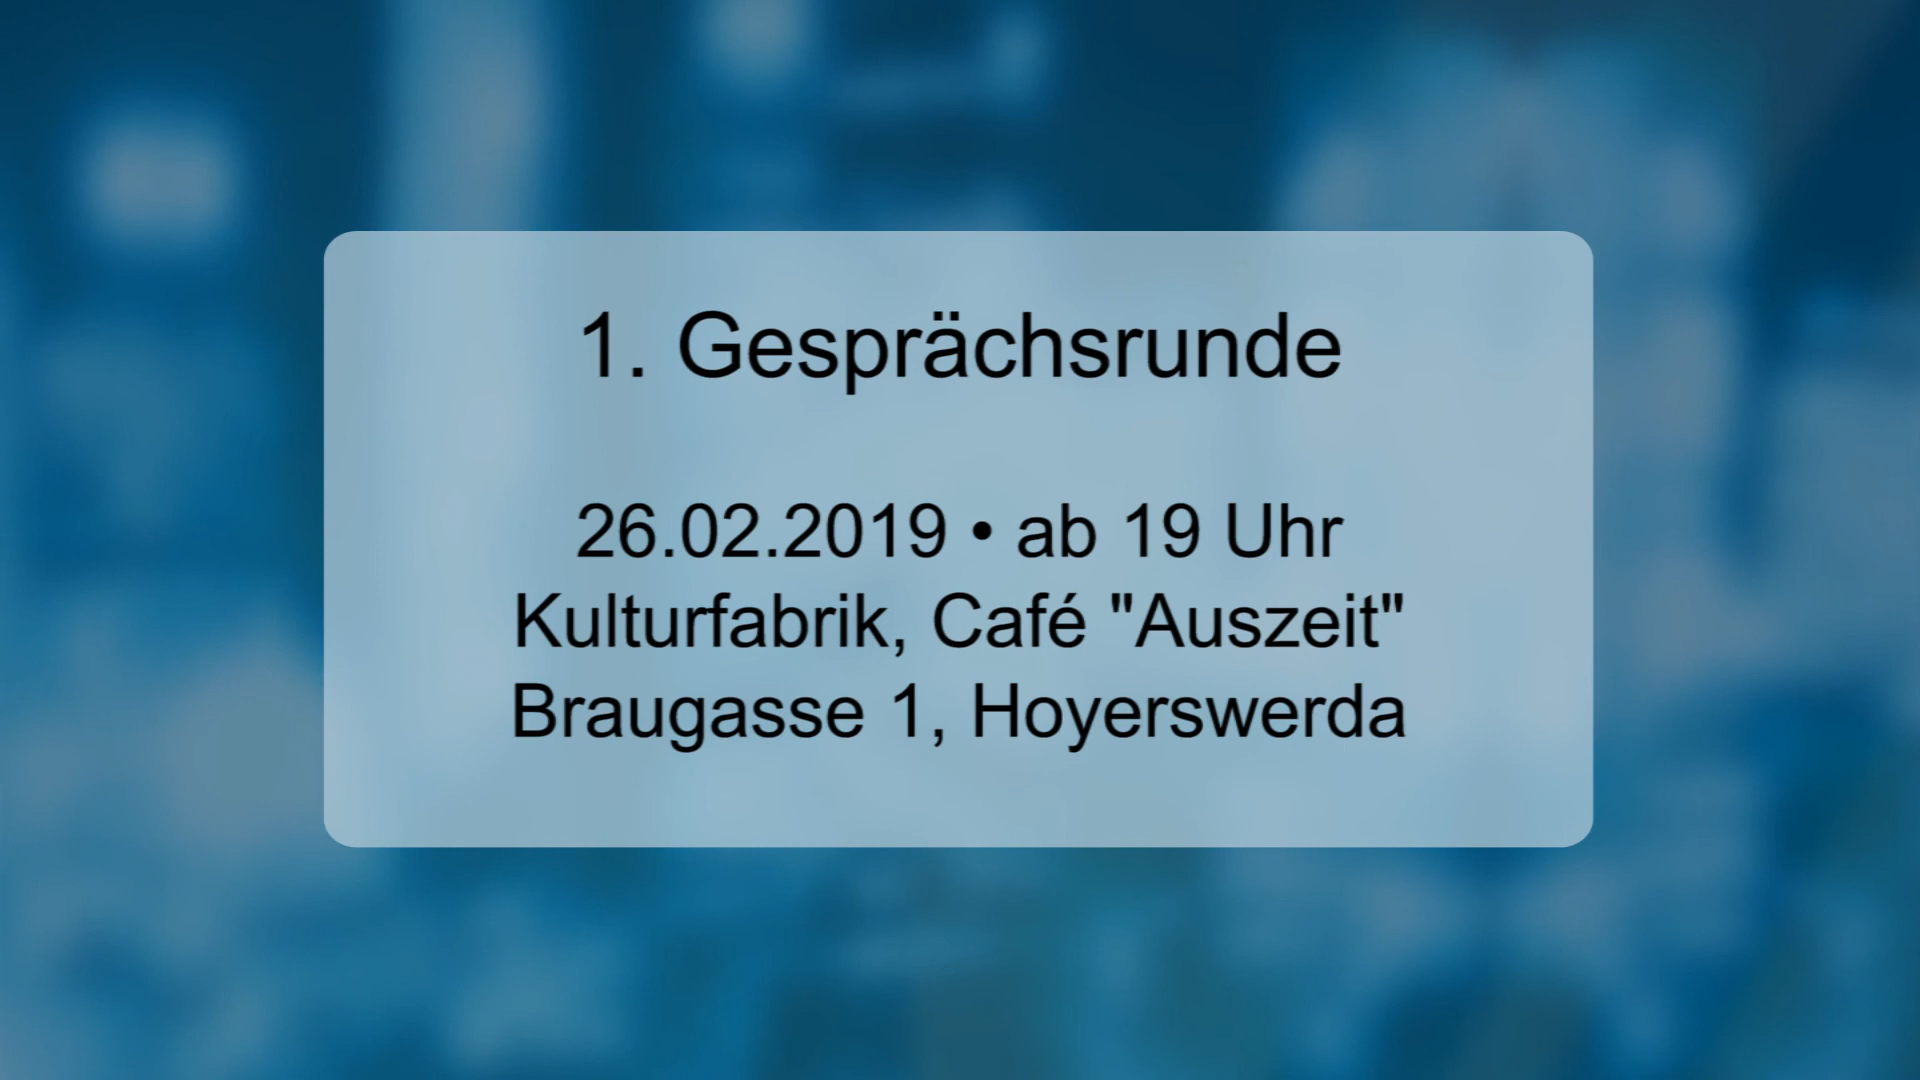 1. Gesprächsrunde
26.02.2019 • ab 19 Uhr
Kulturfabrik, Café "Auszeit"
Braugasse 1, Hoyerswerda